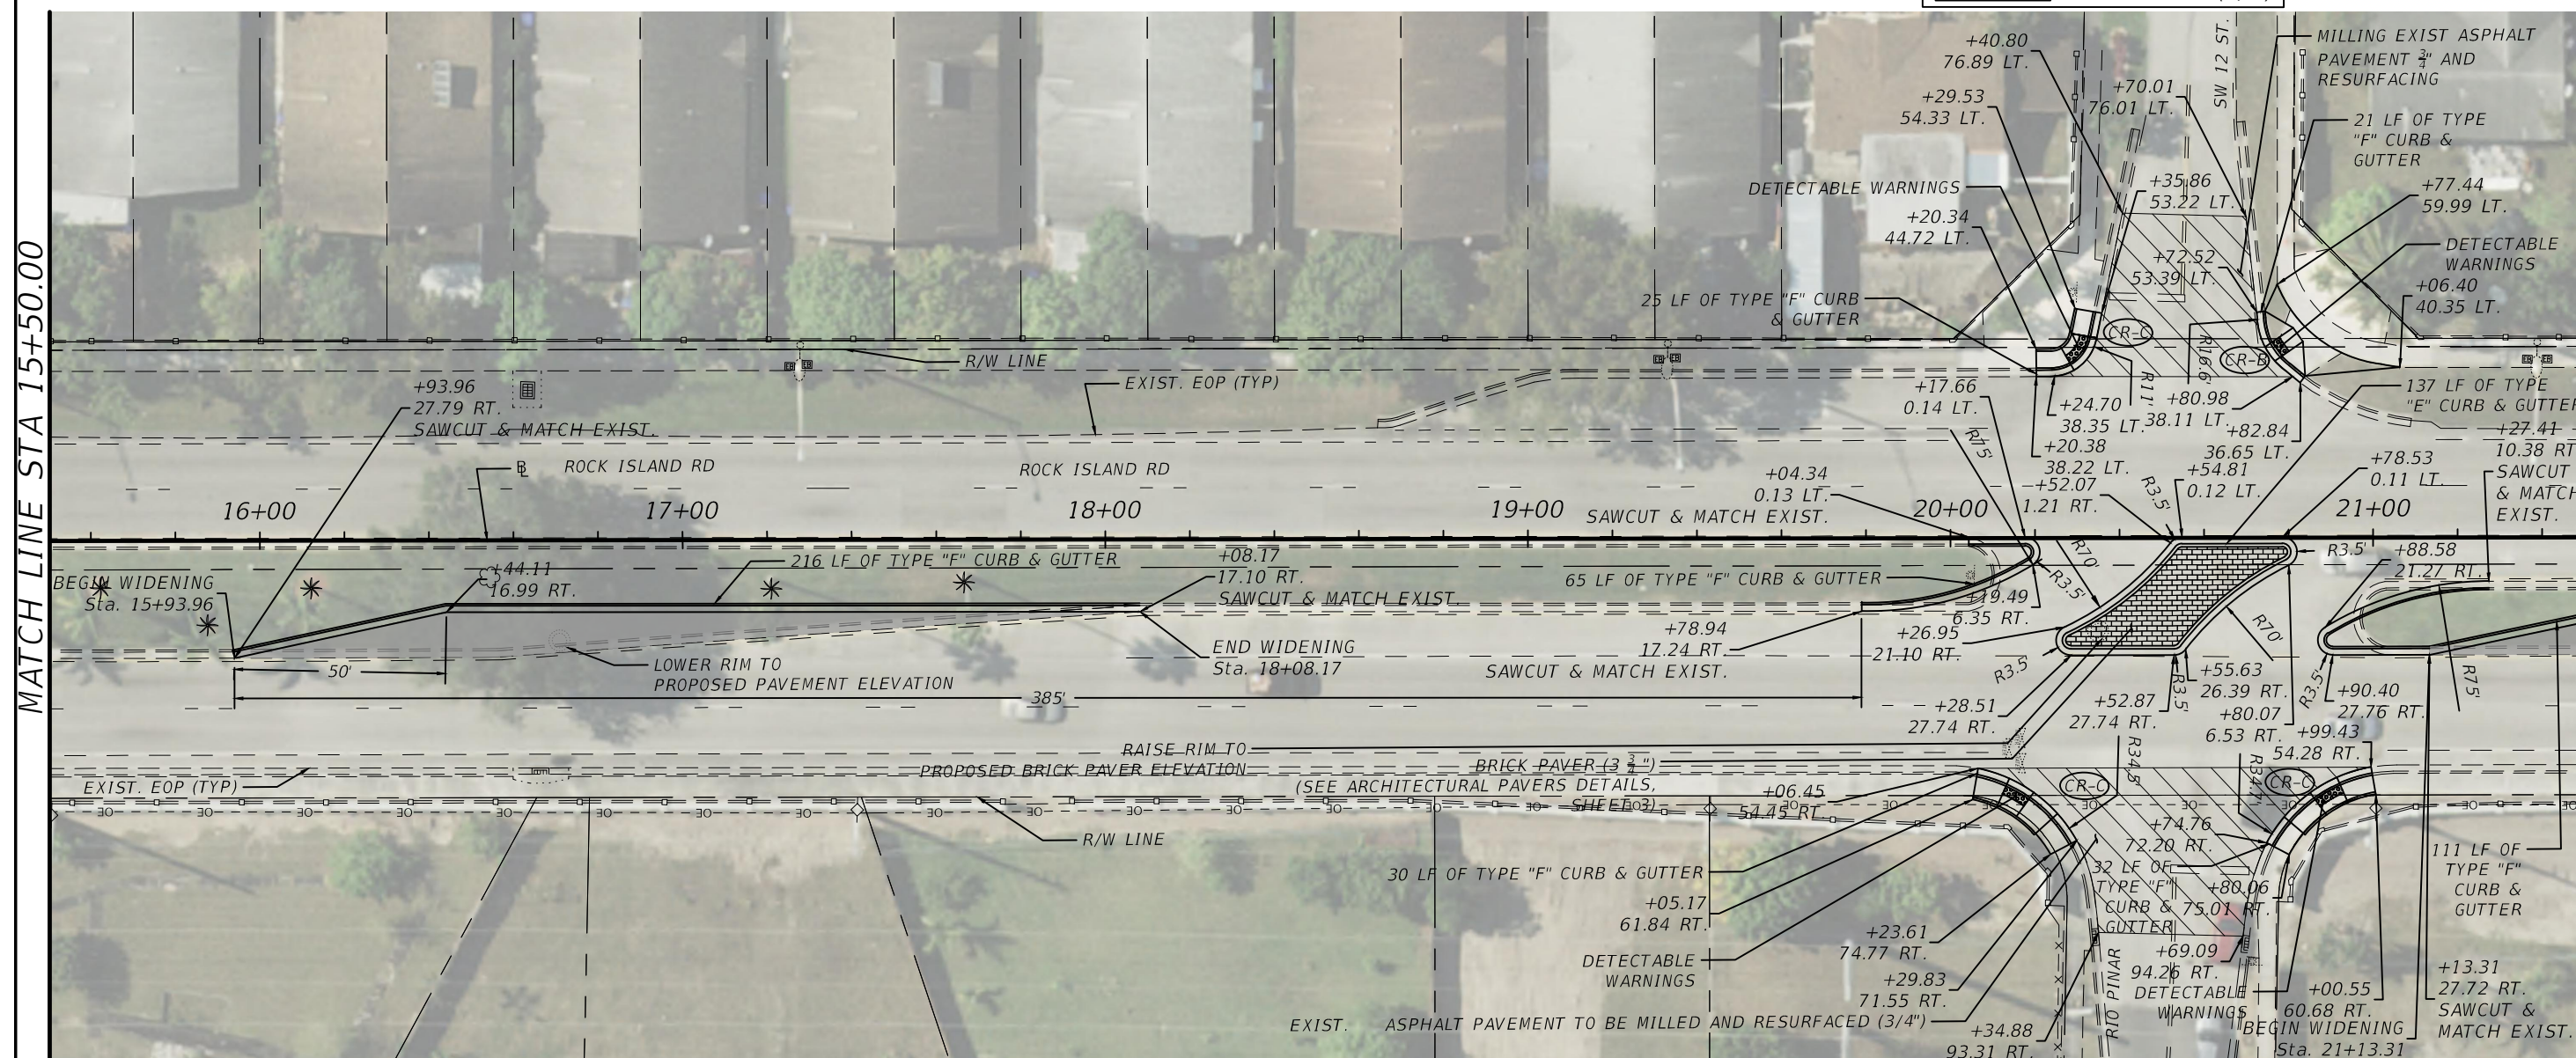 MATCH LINE STA 15+50.00
+40.80
76.89 LT.
+29.53
54.33 LT.
+70.01
76.01 LT.
SW 12 ST.
MILLING EXIST ASPHALT
PAVEMENT 3/4" AND
RESURFACING
21 LF OF TYPE
"F" CURB &
GUTTER
+77.44
59.99 LT.
DETECTABLE WARNINGS
+20.34
44.72 LT.
+35.86
53.22 LT.
+72.52
53.39 LT.
DETECTABLE
WARNINGS
+06.40
40.35 LT.
25 LF OF TYPE "F" CURB
& GUTTER
CR-C
CR-B
R16.6'
R11'
R/W LINE
EXIST. EOP (TYP)
+93.96
27.79 RT.
SAWCUT & MATCH EXIST.
+17.66
0.14 LT.
+24.70
38.35 LT.
+80.98
38.11 LT.
+20.38
38.22 LT.
+82.84
36.65 LT.
137 LF OF TYPE
"E" CURB & GUTTER
+27.41
10.38 RT
SAWCUT
& MATCH
EXIST.
℄ ROCK ISLAND RD
ROCK ISLAND RD
R75'
+04.34
0.13 LT.
SAWCUT & MATCH EXIST.
+52.07
1.21 RT.
R3.5'
+54.81
0.12 LT.
+78.53
0.11 LT.
16+00
17+00
18+00
19+00
20+00
21+00
BEGIN WIDENING
Sta. 15+93.96
+44.11
16.99 RT.
216 LF OF TYPE "F" CURB & GUTTER
+08.17
17.10 RT.
SAWCUT & MATCH EXIST.
65 LF OF TYPE "F" CURB & GUTTER
R70'
R3.5'
+19.49
6.35 RT.
R3.5'
+88.58
21.27 RT.
50'
LOWER RIM TO
PROPOSED PAVEMENT ELEVATION
END WIDENING
Sta. 18+08.17
+78.94
17.24 RT.
SAWCUT & MATCH EXIST.
+26.95
21.10 RT.
R3.5'
R70'
385'
+28.51
27.74 RT.
+52.87
27.74 RT.
R3.5'
+55.63
26.39 RT.
+80.07
6.53 RT.
R3.5'
+90.40
27.76 RT.
R75'
+99.43
54.28 RT.
EXIST. EOP (TYP)
RAISE RIM TO
PROPOSED BRICK PAVER ELEVATION
BRICK PAVER (3 3/4")
(SEE ARCHITECTURAL PAVERS DETAILS,
SHEET 3)
+06.45
54.45 RT.
CR-C
R34.5'
CR-C
R/W LINE
30 LF OF TYPE "F" CURB & GUTTER
+05.17
61.84 RT.
DETECTABLE
WARNINGS
+74.76
72.20 RT.
32 LF OF
TYPE "F"
CURB &
GUTTER
+80.06
75.01 RT.
111 LF OF
TYPE "F"
CURB &
GUTTER
+23.61
74.77 RT.
+29.83
71.55 RT.
EXIST. ASPHALT PAVEMENT TO BE MILLED AND RESURFACED (3/4")
+34.88
93.31 RT.
RIO PINAR
+69.09
94.26 RT.
DETECTABLE
WARNINGS
+00.55
60.68 RT.
BEGIN WIDENING
Sta. 21+13.31
+13.31
27.72 RT.
SAWCUT &
MATCH EXIST.